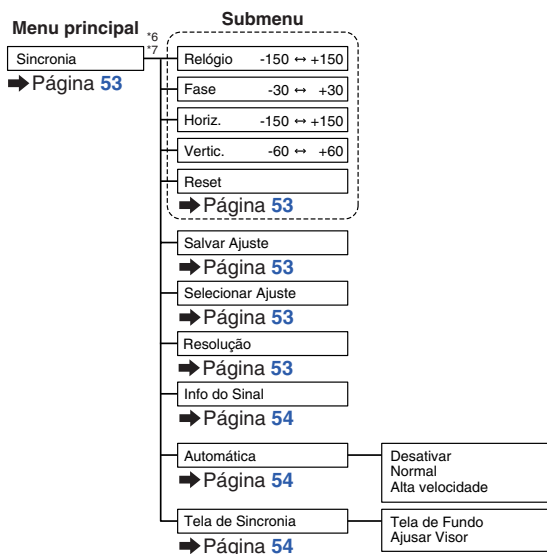 Menu principal
Submenu
*6
*7
Sincronia
➡Página 53
Relógio -150 ↔ +150
Fase -30 ↔ +30
Horiz. -150 ↔ +150
Vertic. -60 ↔ +60
Reset
➡Página 53
Salvar Ajuste
➡Página 53
Selecionar Ajuste
➡Página 53
Resolução
➡Página 53
Info do Sinal
➡Página 54
Automática
➡Página 54
Desativar
Normal
Alta velocidade
Tela de Sincronia
➡Página 54
Tela de Fundo
Ajusar Visor